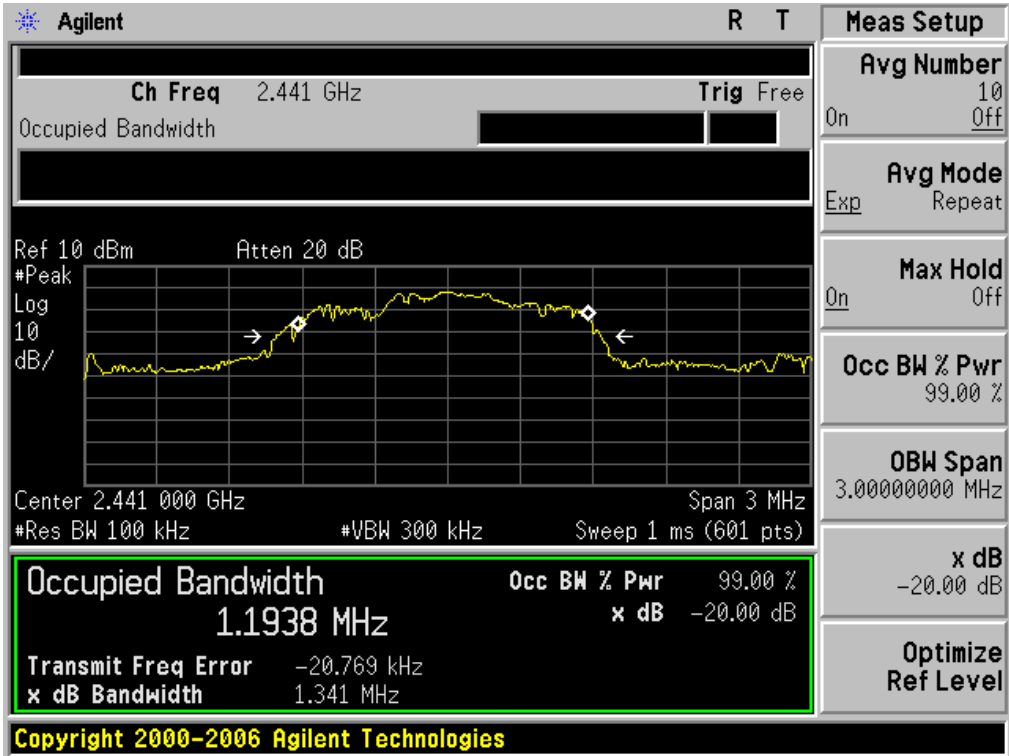 Agilent R T
Ch Freq 2.441 GHz Trig Free
Occupied Bandwidth
Ref 10 dBm Atten 20 dB
#Peak
Log
10
dB/
Center 2.441 000 GHz Span 3 MHz
#Res BW 100 kHz #VBW 300 kHz Sweep 1 ms (601 pts)
Occupied Bandwidth Occ BW % Pwr 99.00 %
1.1938 MHz x dB -20.00 dB
Transmit Freq Error -20.769 kHz
x dB Bandwidth 1.341 MHz
Copyright 2000-2006 Agilent Technologies
Meas Setup
Avg Number
10
On Off
Avg Mode
Exp Repeat
Max Hold
On Off
Occ BW % Pwr
99.00 %
OBW Span
3.00000000 MHz
x dB
-20.00 dB
Optimize
Ref Level